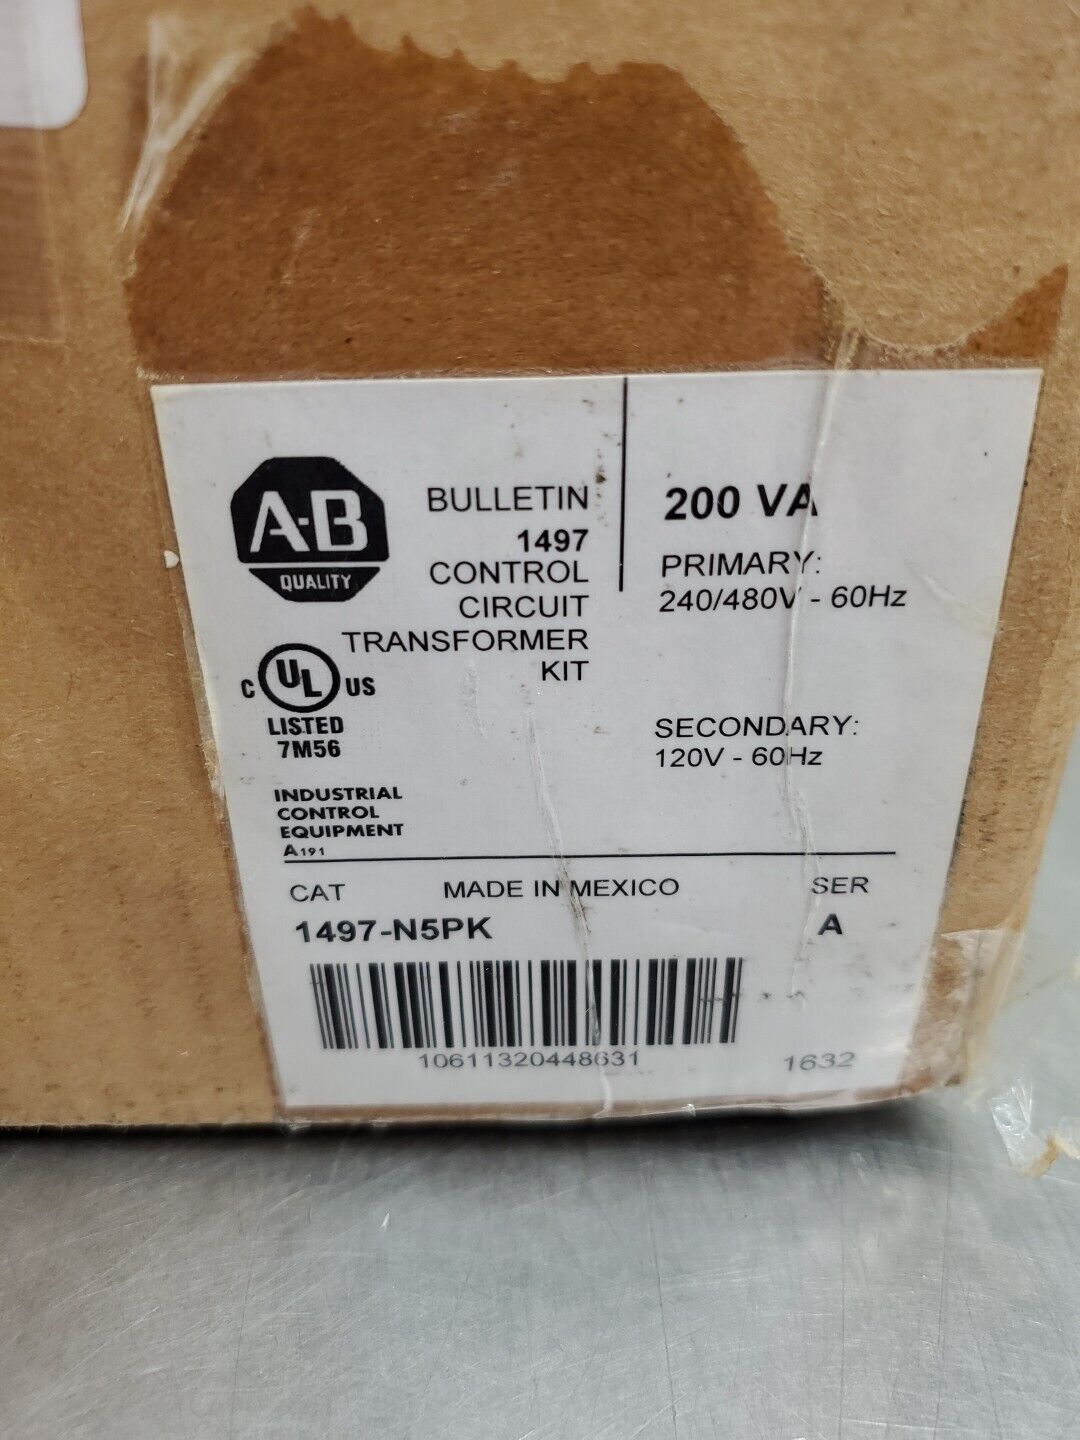 A-B
QUALITY
BULLETIN
1497
CONTROL
CIRCUIT
TRANSFORMER
KIT
200 VA
PRIMARY:
240/480V - 60Hz
SECONDARY:
120V - 60Hz
C UL US
LISTED
7M56
INDUSTRIAL
CONTROL
EQUIPMENT
A191
CAT MADE IN MEXICO SER
1497-N5PK A
10611320448631 1632